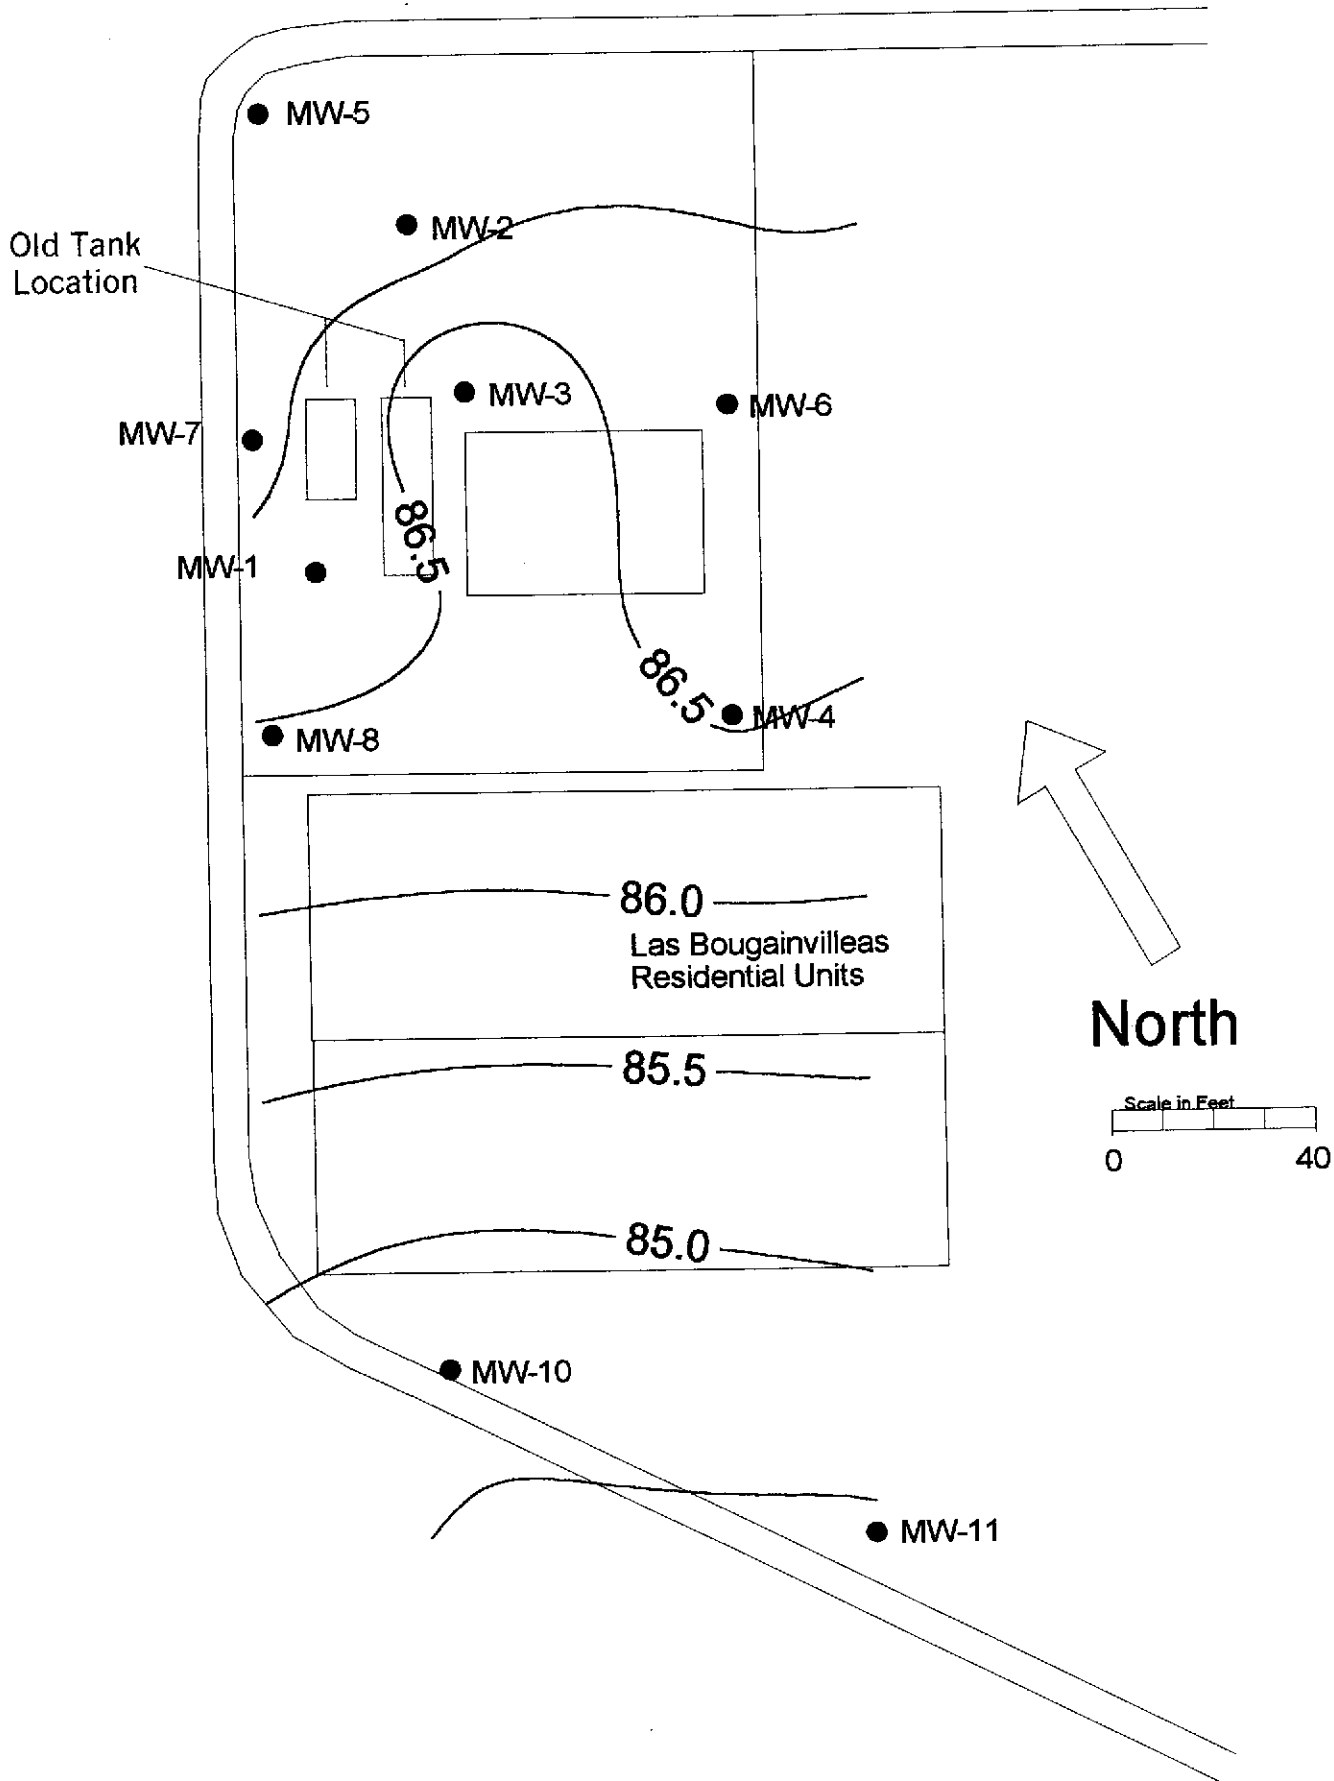 MW-5
MW-2
Old Tank
Location
MW-3
MW-6
MW-7
86.5
MW-1
86.5
MW-4
MW-8
86.0
Las Bougainvilleas
Residential Units
North
85.5
Scale in Feet
0
40
85.0
MW-10
MW-11